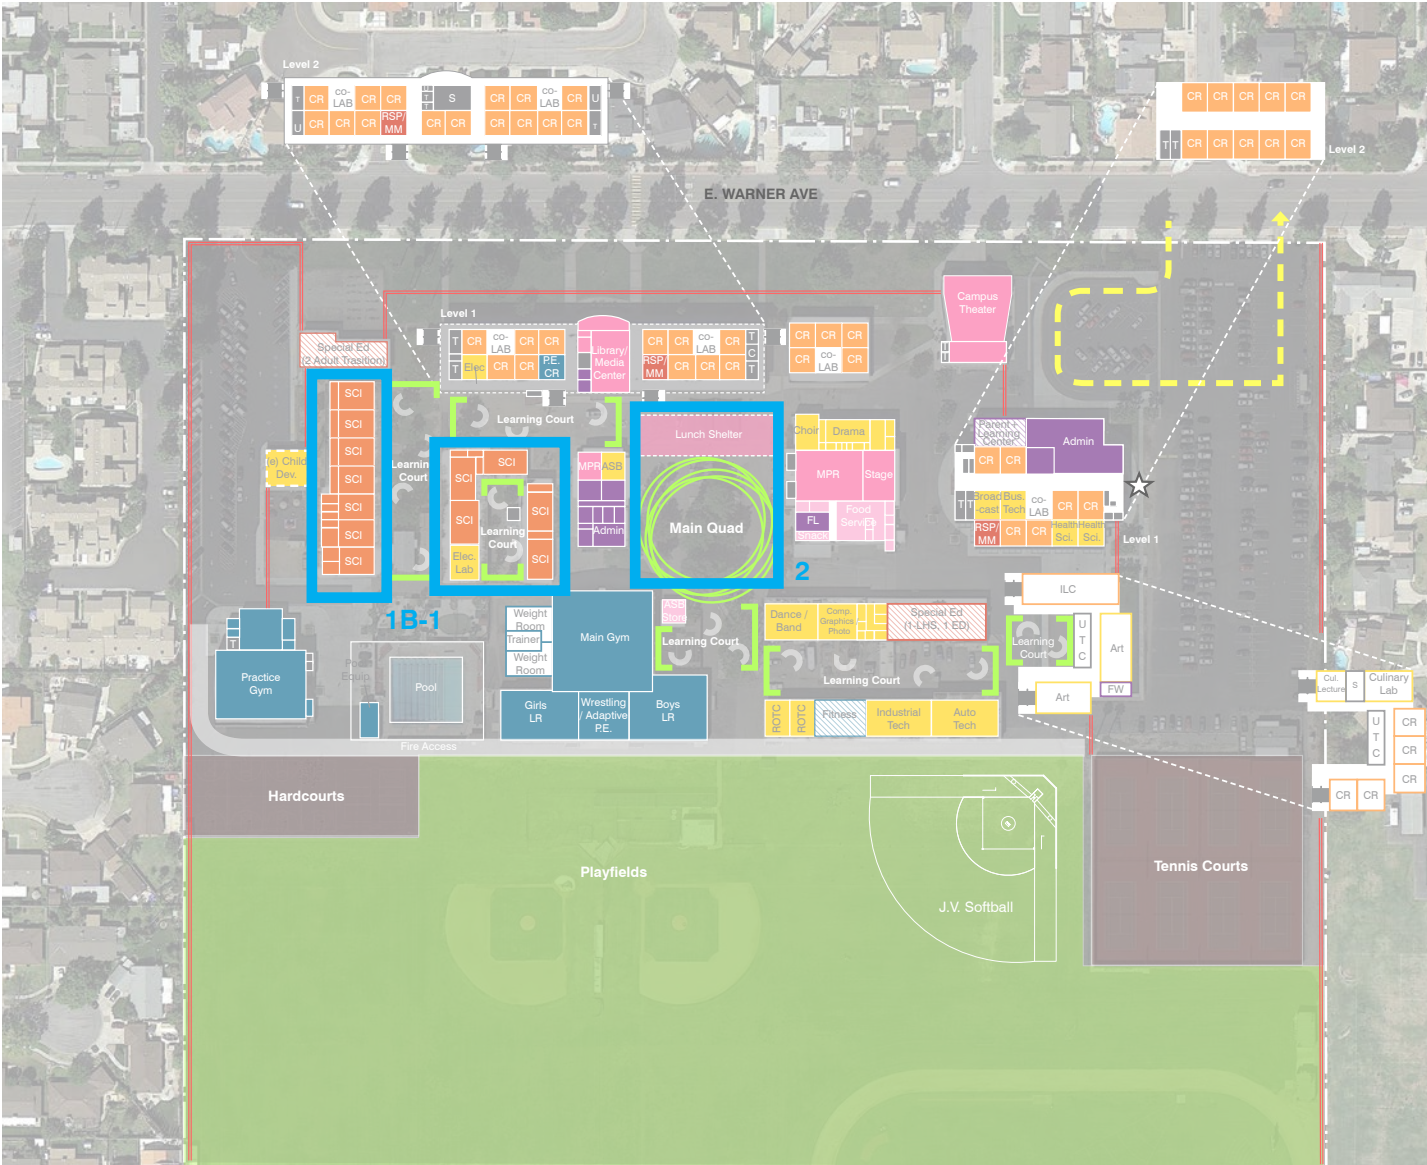 Level 2
CR
co-
LAB
CR
CR
S
CR
CR
co-
LAB
CR
U
T
T
T
T
U
CR
CR
CR
RSP/
MM
CR
CR
CR
CR
CR
CR
T
CR
CR
CR
CR
CR
T
T
CR
CR
CR
CR
CR
Level 2
E. WARNER AVE
Campus
Theater
Level 1
T
CR
co-
LAB
CR
CR
T
Elec
CR
CR
P.E.
CR
Library/
Media
Center
CR
co-
LAB
CR
T
C
T
RSP/
MM
CR
CR
CR
CR
CR
CR
CR
co-
LAB
CR
Special Ed
(2 Adult Trasition)
SCI
SCI
SCI
SCI
SCI
SCI
SCI
(e) Child
Dev.
Learnin
Court
Learning Court
SCI
SCI
SCI
SCI
SCI
Elec.
Lab
Learning
Court
MPR
ASB
Admin
Lunch Shelter
Main Quad
2
1B-1
Choir
Drama
MPR
Stage
FL
Food
Service
Snack
Parent+
Learning
Center
Admin
CR
CR
T
T
Broad
-cast
Bus.
Tech
co-
LAB
CR
CR
RSP/
MM
CR
CR
Health
Sci.
Health
Sci.
Level 1
ILC
Learning
Court
U
T
C
Art
FW
Art
Cul.
Lecture
S
Culinary
Lab
U
T
C
CR
CR
CR
CR
CR
Weight
Room
Trainer
Weight
Room
Main Gym
ASB
Store
Learning Court
Dance /
Band
Comp.
Graphics
Photo
Special Ed
(1-LHS, 1 ED)
Learning Court
T
Practice
Gym
Pool
Equip.
Pool
Girls
LR
Wrestling
/ Adaptive
P.E.
Boys
LR
ROTC
ROTC
Fitness
Industrial
Tech
Auto
Tech
Fire Access
Hardcourts
Playfields
J.V. Softball
Tennis Courts